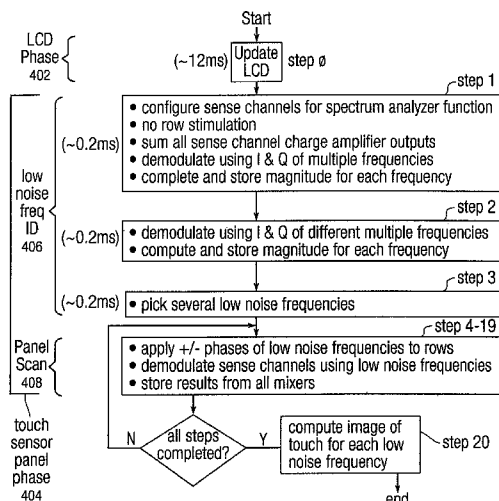 Start
LCD
Phase
402
(~12ms)
Update
LCD
step ø
step 1
• configure sense channels for spectrum analyzer function
• no row stimulation
• sum all sense channel charge amplifier outputs
• demodulate using I & Q of multiple frequencies
• complete and store magnitude for each frequency
(~0.2ms)
low
noise
freq
ID
406
step 2
• demodulate using I & Q of different multiple frequencies
• compute and store magnitude for each frequency
(~0.2ms)
step 3
• pick several low noise frequencies
(~0.2ms)
step 4-19
• apply +/- phases of low noise frequencies to rows
• demodulate sense channels using low noise frequencies
• store results from all mixers
Panel
Scan
408
touch
sensor
panel
phase
404
N
all steps
completed?
Y
compute image of
touch for each low
noise frequency
step 20
end